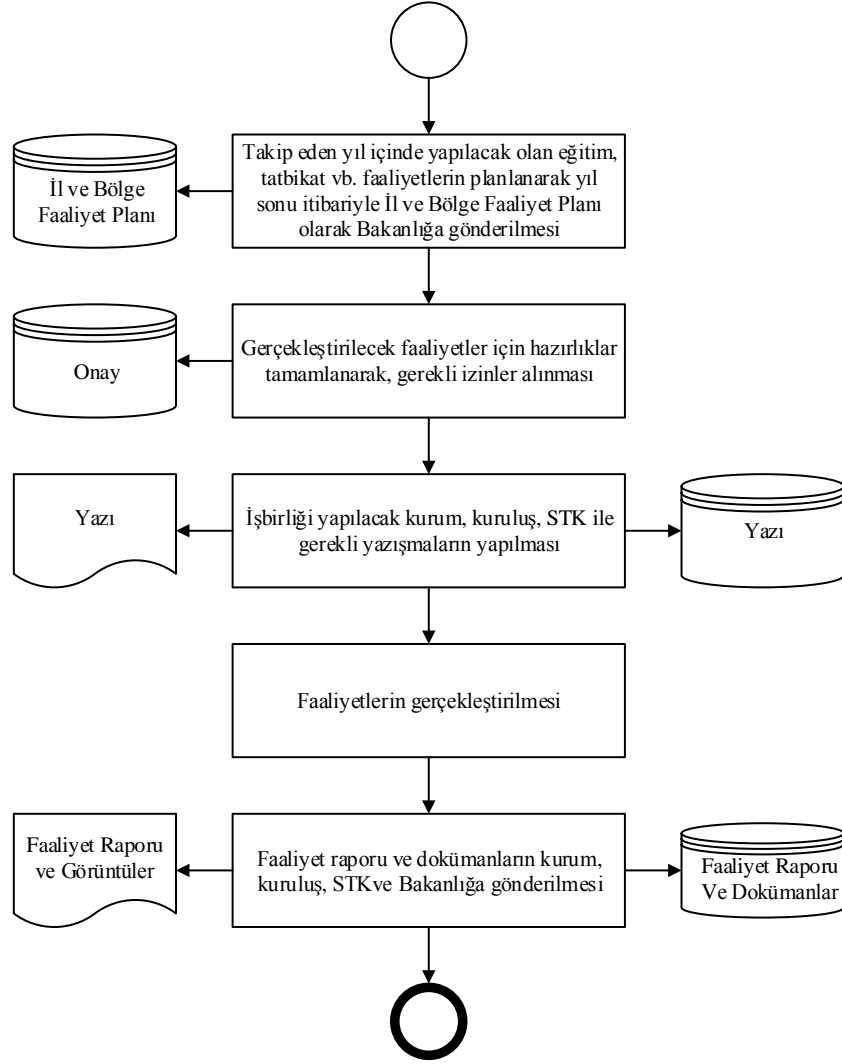 İl ve Bölge
Faaliyet Planı
Takip eden yıl içinde yapılacak olan eğitim,
tatbikat vb. faaliyetlerin planlanarak yıl
sonu itibariyle İl ve Bölge Faaliyet Planı
olarak Bakanlığa gönderilmesi
Onay
Gerçekleştirilecek faaliyetler için hazırlıklar
tamamlanarak, gerekli izinler alınması
Yazı
İşbirliği yapılacak kurum, kuruluş, STK ile
gerekli yazışmaların yapılması
Yazı
Faaliyetlerin gerçekleştirilmesi
Faaliyet Raporu
ve Görüntüler
Faaliyet raporu ve dokümanların kurum,
kuruluş, STKve Bakanlığa gönderilmesi
Faaliyet Raporu
Ve Dokümanlar